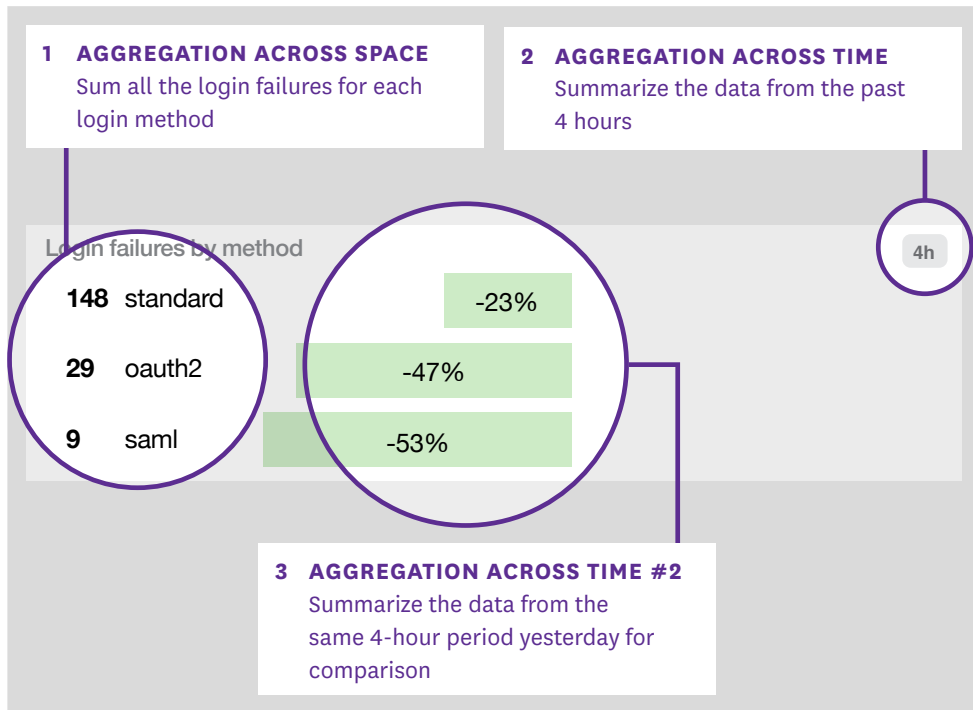 1 AGGREGATION ACROSS SPACE
Sum all the login failures for each
login method
2 AGGREGATION ACROSS TIME
Summarize the data from the past
4 hours
Login failures by method
4h
148 standard -23%
29 oauth2 -47%
9 saml -53%
3 AGGREGATION ACROSS TIME #2
Summarize the data from the
same 4-hour period yesterday for
comparison